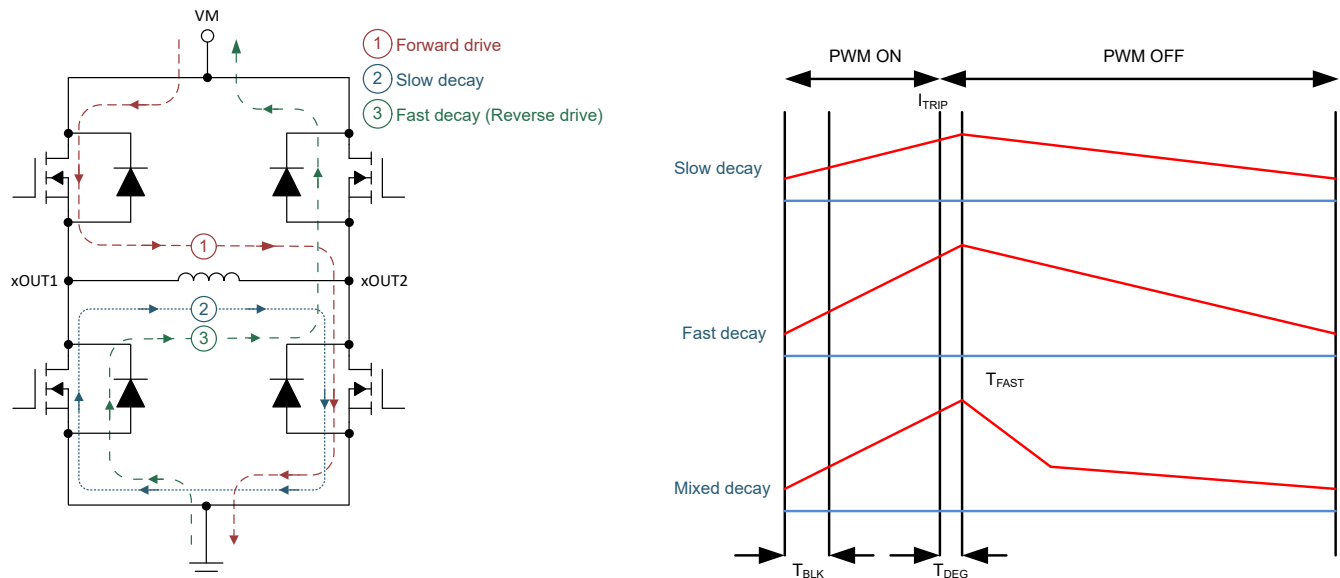 VM
1 Forward drive
2 Slow decay
3 Fast decay (Reverse drive)
1
xOUT1
xOUT2
2
3
PWM ON
PWM OFF
ITRIP
Slow decay
Fast decay
TFAST
Mixed decay
TBLK
TDEG